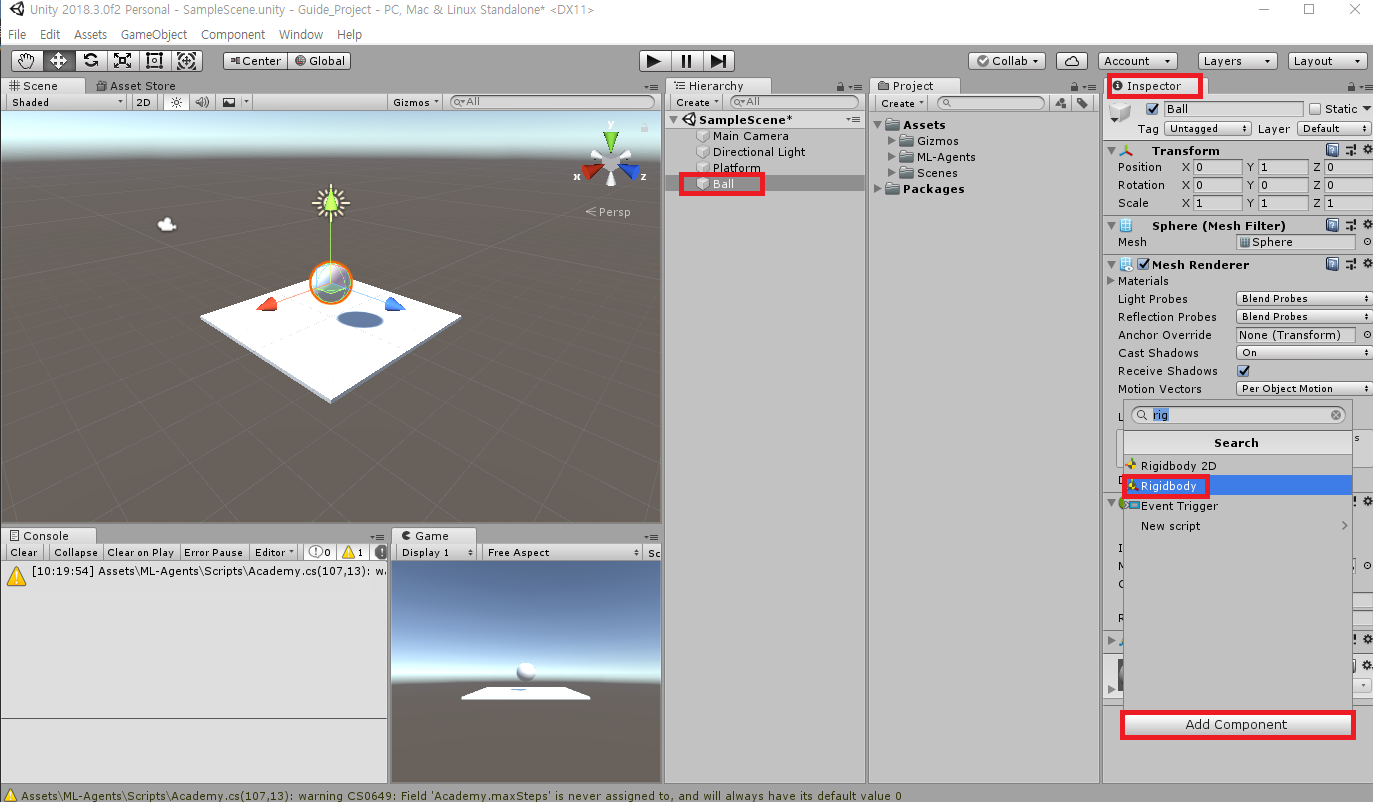 Unity 2018.3.0f2 Personal - SampleScene.unity - Guide_Project - PC, Mac & Linux Standalone* <DX11>
File Edit Assets GameObject Component Window Help
Center Global Collab Account Layers Layout
Scene Asset Store
Shaded 2D Gizmos All
y
x
z
Persp
Hierarchy
Create All
SampleScene*
Main Camera
Directional Light
Platform
Ball
Project
Create
Assets
Gizmos
ML-Agents
Scenes
Packages
Inspector
Ball Static
Tag Untagged Layer Default
Transform
Position X 0 Y 1 Z 0
Rotation X 0 Y 0 Z 0
Scale X 1 Y 1 Z 1
Sphere (Mesh Filter)
Mesh Sphere
Mesh Renderer
Materials
Light Probes Blend Probes
Reflection Probes Blend Probes
Anchor Override None (Transform)
Cast Shadows On
Receive Shadows
Motion Vectors Per Object Motion
rig
Search
Rigidbody 2D
Rigidbody
Event Trigger
New script
Add Component
Console
Clear Collapse Clear on Play Error Pause Editor 0 1
[10:19:54] Assets\ML-Agents\Scripts\Academy.cs(107,13): wa
Game
Display 1 Free Aspect Sc
Assets\ML-Agents\Scripts\Academy.cs(107,13): warning CS0649: Field 'Academy.maxSteps' is never assigned to, and will always have its default value 0